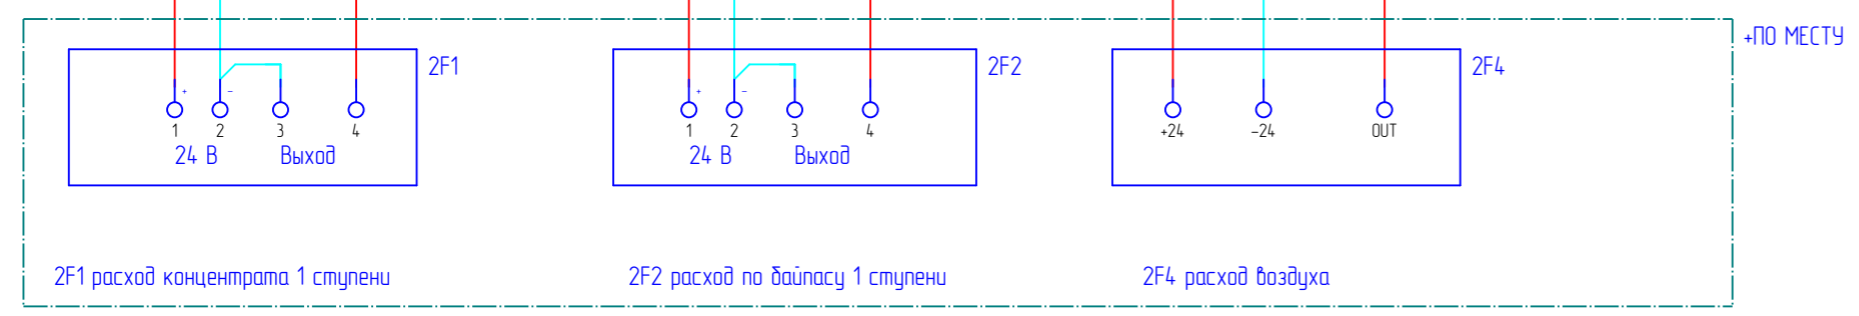 +ПО МЕСТУ
2F1
2F2
2F4
+ -
+ -
1 2 3 4
1 2 3 4
+24 -24 OUT
24 В Выход
24 В Выход
2F1 расход концентрата 1 ступени
2F2 расход по байпасу 1 ступени
2F4 расход воздуха